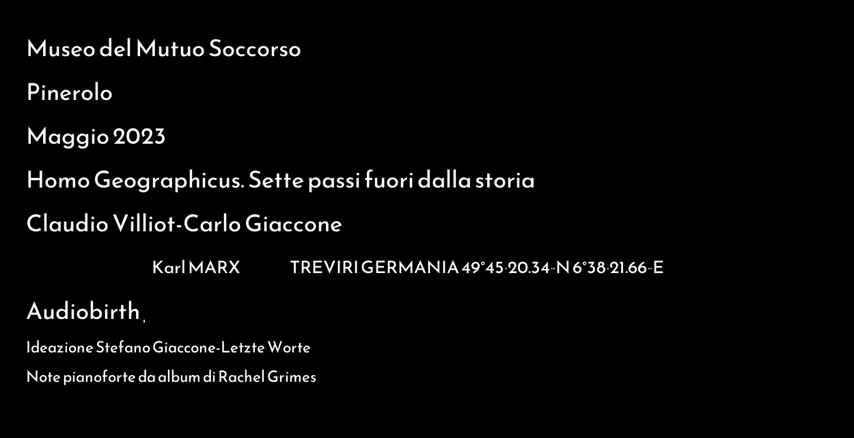 Museo del Mutuo Soccorso
Pinerolo
Maggio 2023
Homo Geographicus. Sette passi fuori dalla storia
Claudio Villiot-Carlo Giaccone
Karl MARX TREVIRI GERMANIA 49°45·20.34··N 6°38·21.66··E
Audiobirth,
Ideazione Stefano Giaccone-Letzte Worte
Note pianoforte da album di Rachel Grimes